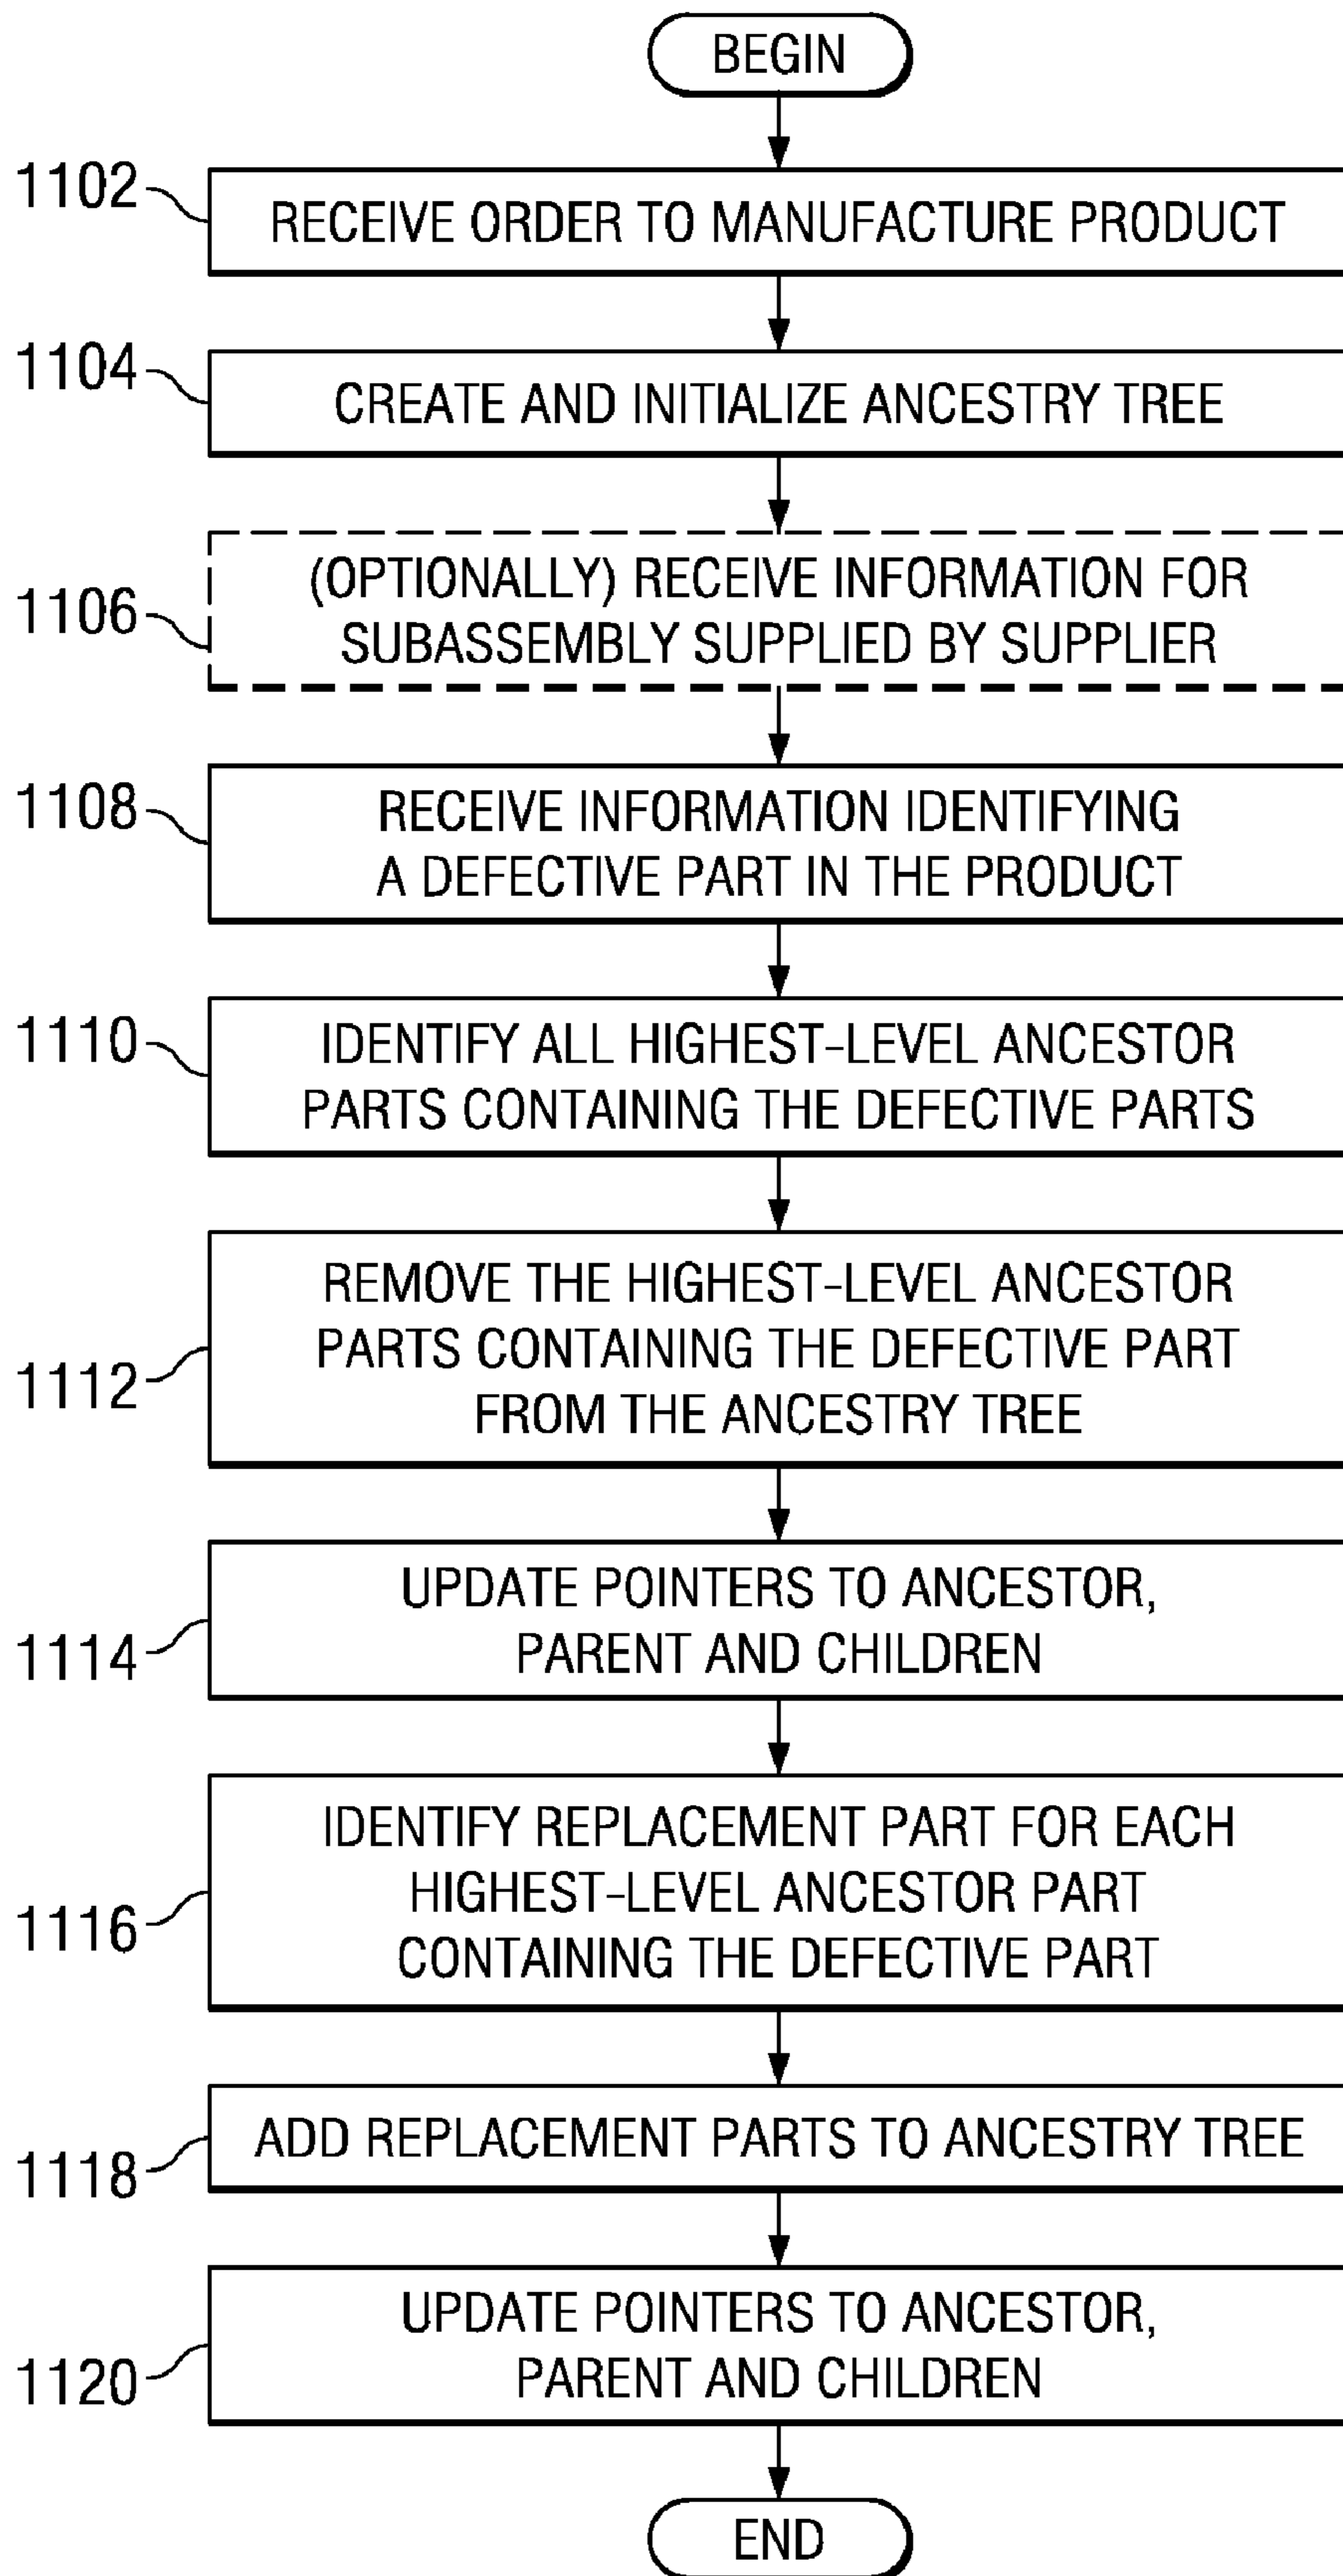 BEGIN
1102
RECEIVE ORDER TO MANUFACTURE PRODUCT
1104
CREATE AND INITIALIZE ANCESTRY TREE
1106
(OPTIONALLY) RECEIVE INFORMATION FOR
SUBASSEMBLY SUPPLIED BY SUPPLIER
1108
RECEIVE INFORMATION IDENTIFYING
A DEFECTIVE PART IN THE PRODUCT
1110
IDENTIFY ALL HIGHEST-LEVEL ANCESTOR
PARTS CONTAINING THE DEFECTIVE PARTS
1112
REMOVE THE HIGHEST-LEVEL ANCESTOR
PARTS CONTAINING THE DEFECTIVE PART
FROM THE ANCESTRY TREE
1114
UPDATE POINTERS TO ANCESTOR,
PARENT AND CHILDREN
1116
IDENTIFY REPLACEMENT PART FOR EACH
HIGHEST-LEVEL ANCESTOR PART
CONTAINING THE DEFECTIVE PART
1118
ADD REPLACEMENT PARTS TO ANCESTRY TREE
1120
UPDATE POINTERS TO ANCESTOR,
PARENT AND CHILDREN
END